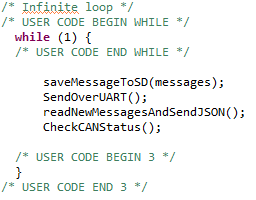 /* Infinite loop */
/* USER CODE BEGIN WHILE */
while (1) {
/* USER CODE END WHILE */
saveMessageToSD(messages);
SendOverUART();
readNewMessagesAndSendJSON();
CheckCANStatus();
/* USER CODE BEGIN 3 */
}
/* USER CODE END 3 */